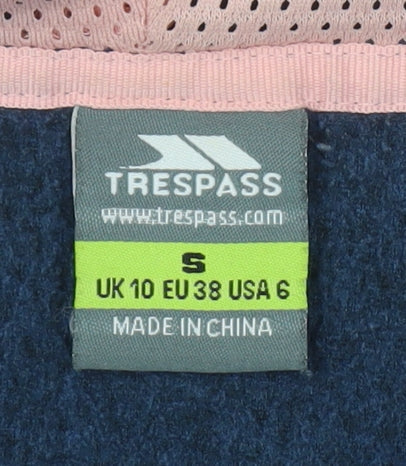 TRESPASS
www.trespass.com
S
UK 10 EU 38 USA 6
MADE IN CHINA